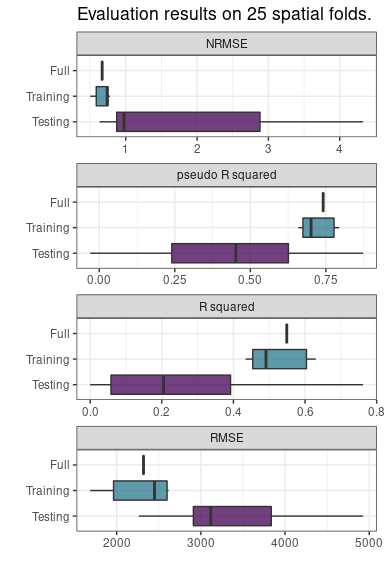 Evaluation results on 25 spatial folds.
NRMSE
Full
Training
Testing
1 2 3 4
pseudo R squared
Full
Training
Testing
0.00 0.25 0.50 0.75
R squared
Full
Training
Testing
0.0 0.2 0.4 0.6 0.8
RMSE
Full
Training
Testing
2000 3000 4000 5000